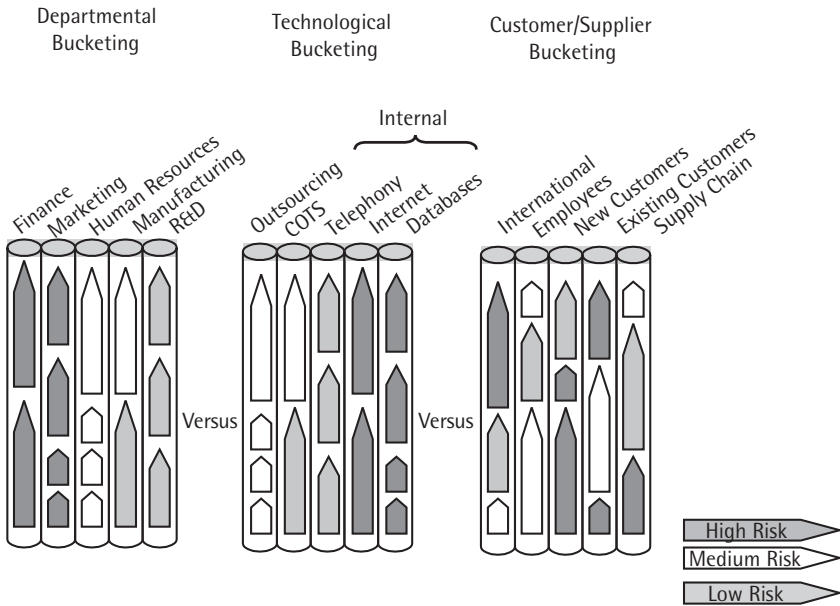 Departmental
Bucketing
Technological
Bucketing
Customer/Supplier
Bucketing
Internal
Finance
Marketing
Human Resources
Manufacturing
R&D
Outsourcing
COTS
Telephony
Internet
Databases
International
Employees
New Customers
Existing Customers
Supply Chain
Versus
Versus
High Risk
Medium Risk
Low Risk